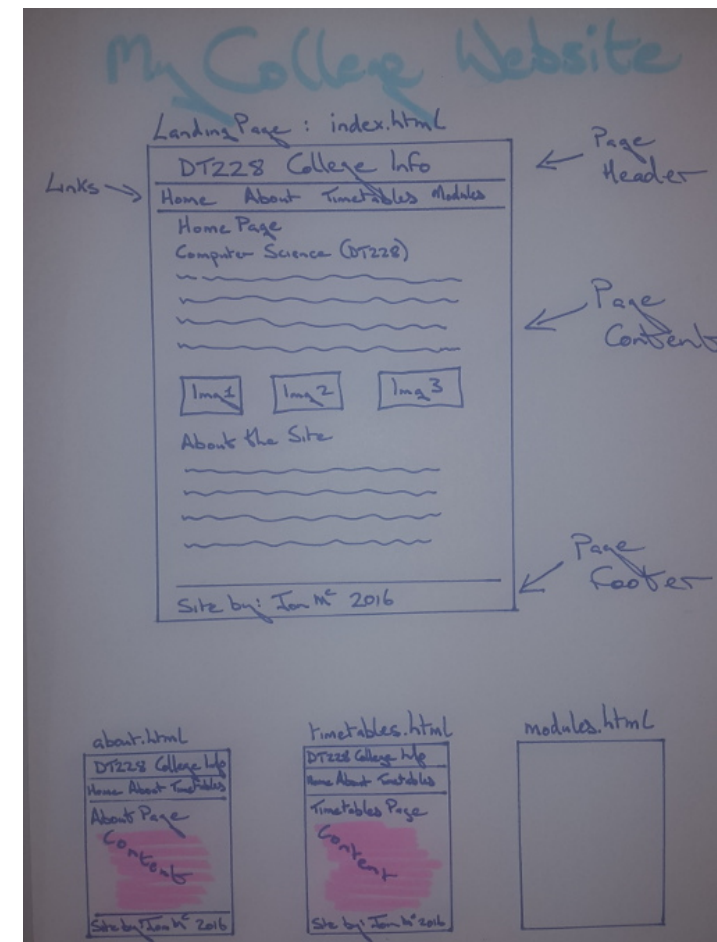 My College Website
Landing Page : index.html
DT228 College Info
Page
Header
Links
Home About Timetables Modules
Home Page
Computer Science (DT228)
Page
Content
Img1 Img2 Img3
About the Site
Page
Footer
Site by: Ion Mc 2016
about.html
DT228 College Info
Home About Timetables
About Page
Content
Site by: Ion Mc 2016
timetables.html
DT228 College Info
Home About Timetables
Timetables Page
Content
Site by: Ion Mc 2016
modules.html